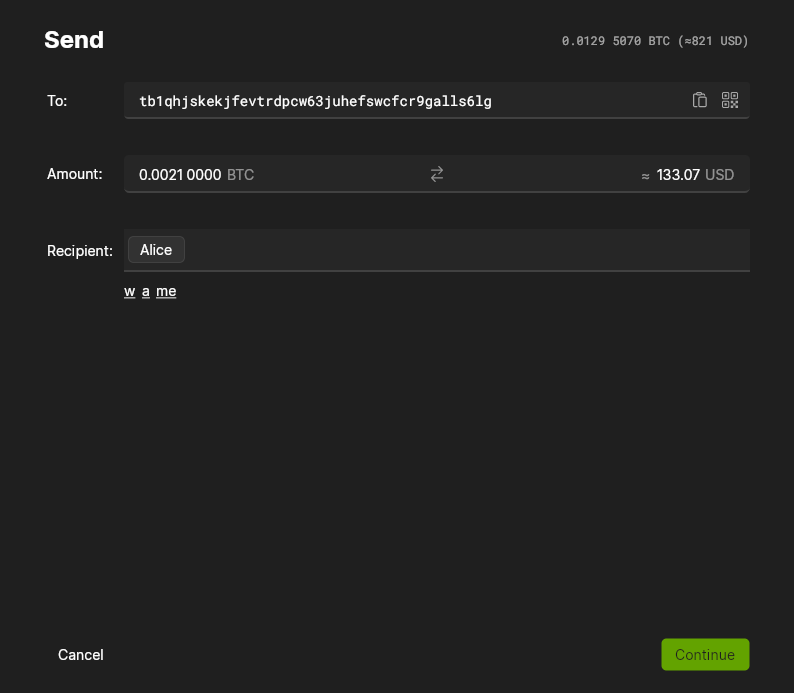 Send
0.0129 5070 BTC (≈821 USD)
To: tb1qhjskekjfevtrdpcw63juhefswcfcr9galls6lg
Amount: 0.0021 0000 BTC ≈ 133.07 USD
Recipient: Alice
w a me
Cancel Continue